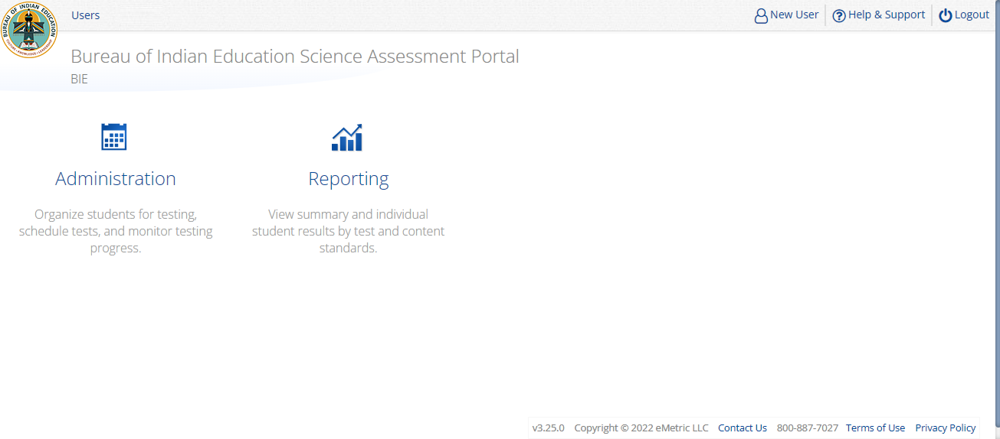 BUREAU OF INDIAN EDUCATION
CULTURE • KNOWLEDGE • LEADERSHIP
Users
New User
Help & Support
Logout
Bureau of Indian Education Science Assessment Portal
BIE
Administration
Organize students for testing,
schedule tests, and monitor testing
progress.
Reporting
View summary and individual
student results by test and content
standards.
v3.25.0 Copyright © 2022 eMetric LLC Contact Us 800-887-7027 Terms of Use Privacy Policy